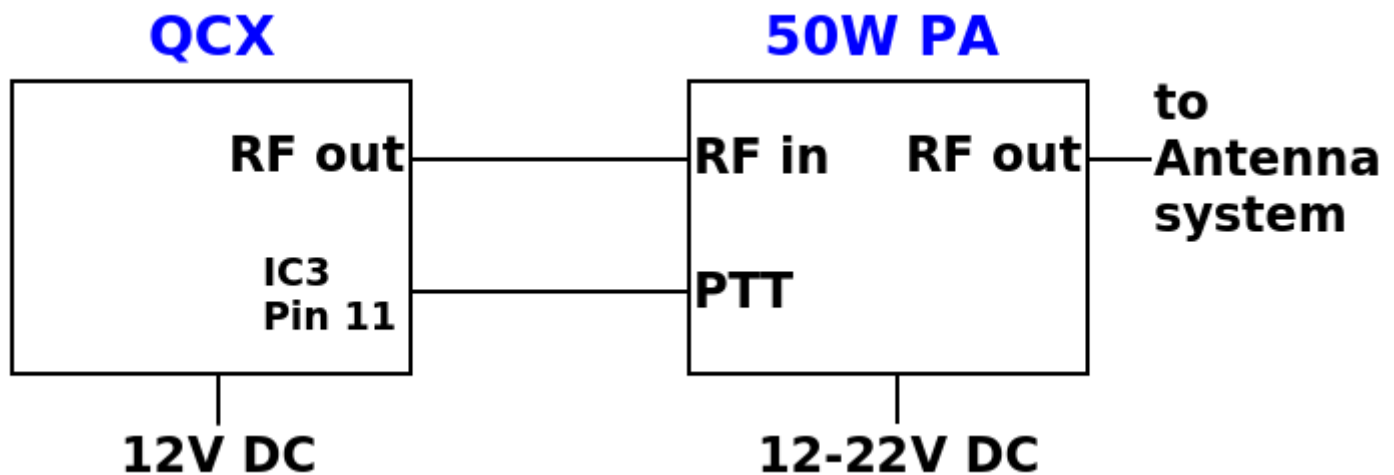 QCX
RF out
IC3
Pin 11
12V DC
50W PA
RF in
RF out
PTT
12-22V DC
to
Antenna
system